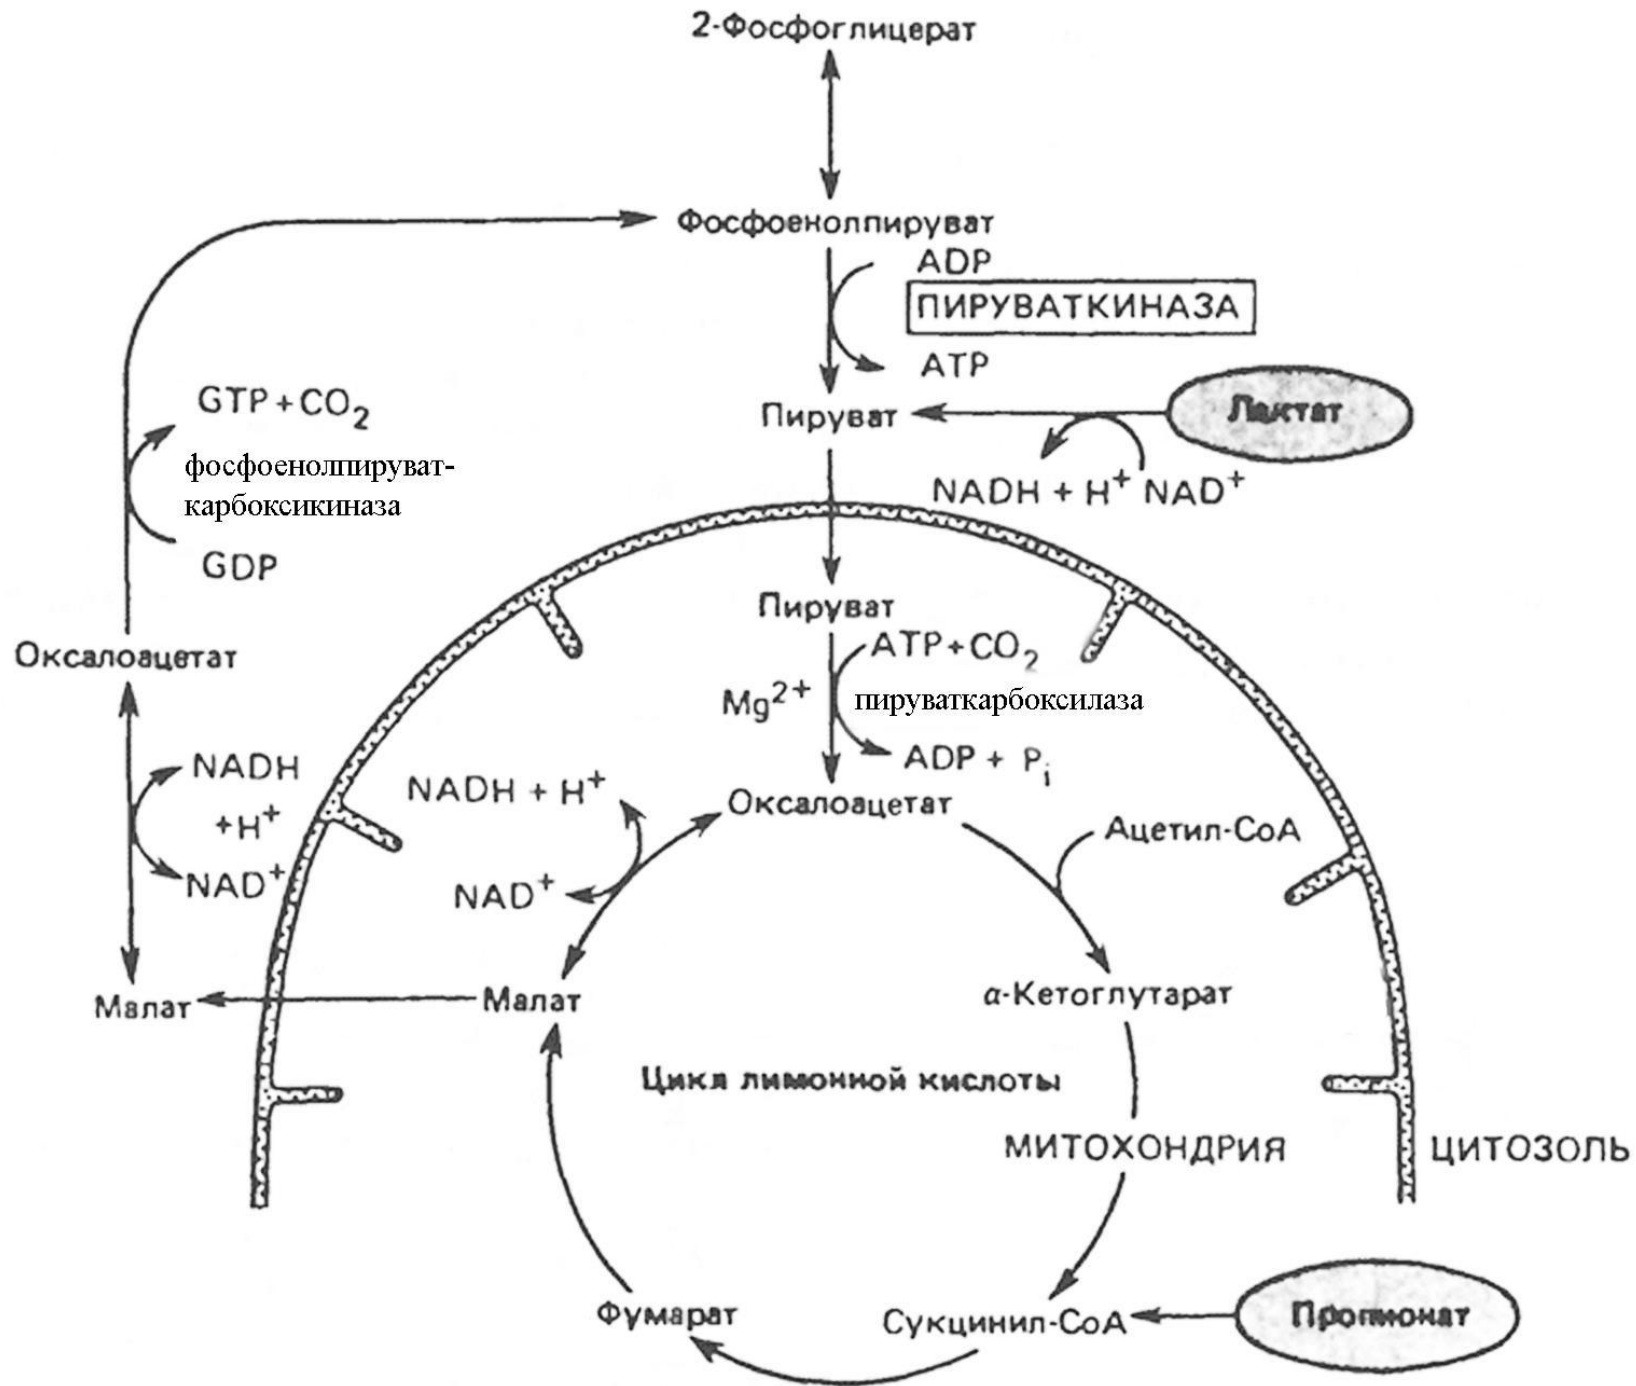 2-Фосфоглицерат
Фосфоенолпируват
ADP
ПИРУВАТКИНАЗА
ATP
Пируват
Лактат
NADH + H⁺ NAD⁺
GTP + CO₂
фосфоенолпируват-
карбоксикиназа
GDP
Оксалоацетат
NADH
+H⁺
NAD⁺
Малат
Пируват
ATP+CO₂
Mg²⁺
пируваткарбоксилаза
ADP + Pᵢ
Оксалоацетат
NADH + H⁺
NAD⁺
Ацетил-CoA
Малат
α-Кетоглутарат
Цикл лимонной кислоты
МИТОХОНДРИЯ
ЦИТОЗОЛЬ
Фумарат
Сукцинил-CoA
Пропионат